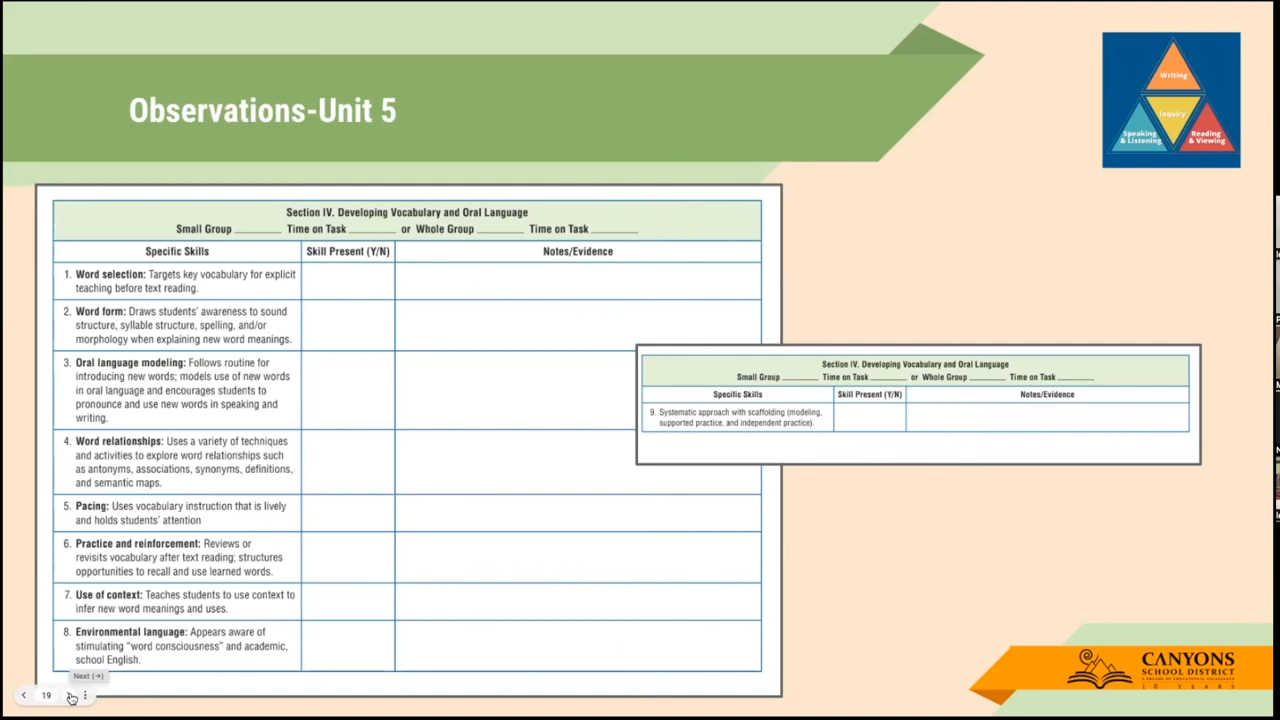 Observations-Unit 5
Writing
Inquiry
Speaking
& Listening
Reading
& Viewing
Section IV. Developing Vocabulary and Oral Language
Small Group ________ Time on Task ________ or Whole Group ________ Time on Task ________
Specific Skills Skill Present (Y/N) Notes/Evidence
1. Word selection: Targets key vocabulary for explicit
teaching before text reading.
2. Word form: Draws students' awareness to sound
structure, syllable structure, spelling, and/or
morphology when explaining new word meanings.
3. Oral language modeling: Follows routine for
introducing new words; models use of new words
in oral language and encourages students to
pronounce and use new words in speaking and
writing.
4. Word relationships: Uses a variety of techniques
and activities to explore word relationships such
as antonyms, associations, synonyms, definitions,
and semantic maps.
5. Pacing: Uses vocabulary instruction that is lively
and holds students' attention
6. Practice and reinforcement: Reviews or
revisits vocabulary after text reading; structures
opportunities to recall and use learned words.
7. Use of context: Teaches students to use context to
infer new word meanings and uses.
8. Environmental language: Appears aware of
stimulating "word consciousness" and academic,
school English.
Section IV. Developing Vocabulary and Oral Language
Small Group ________ Time on Task ________ or Whole Group ________ Time on Task ________
Specific Skills Skill Present (Y/N) Notes/Evidence
9. Systematic approach with scaffolding (modeling,
supported practice, and independent practice).
Next (→)
19
CANYONS
SCHOOL DISTRICT
10 YEARS